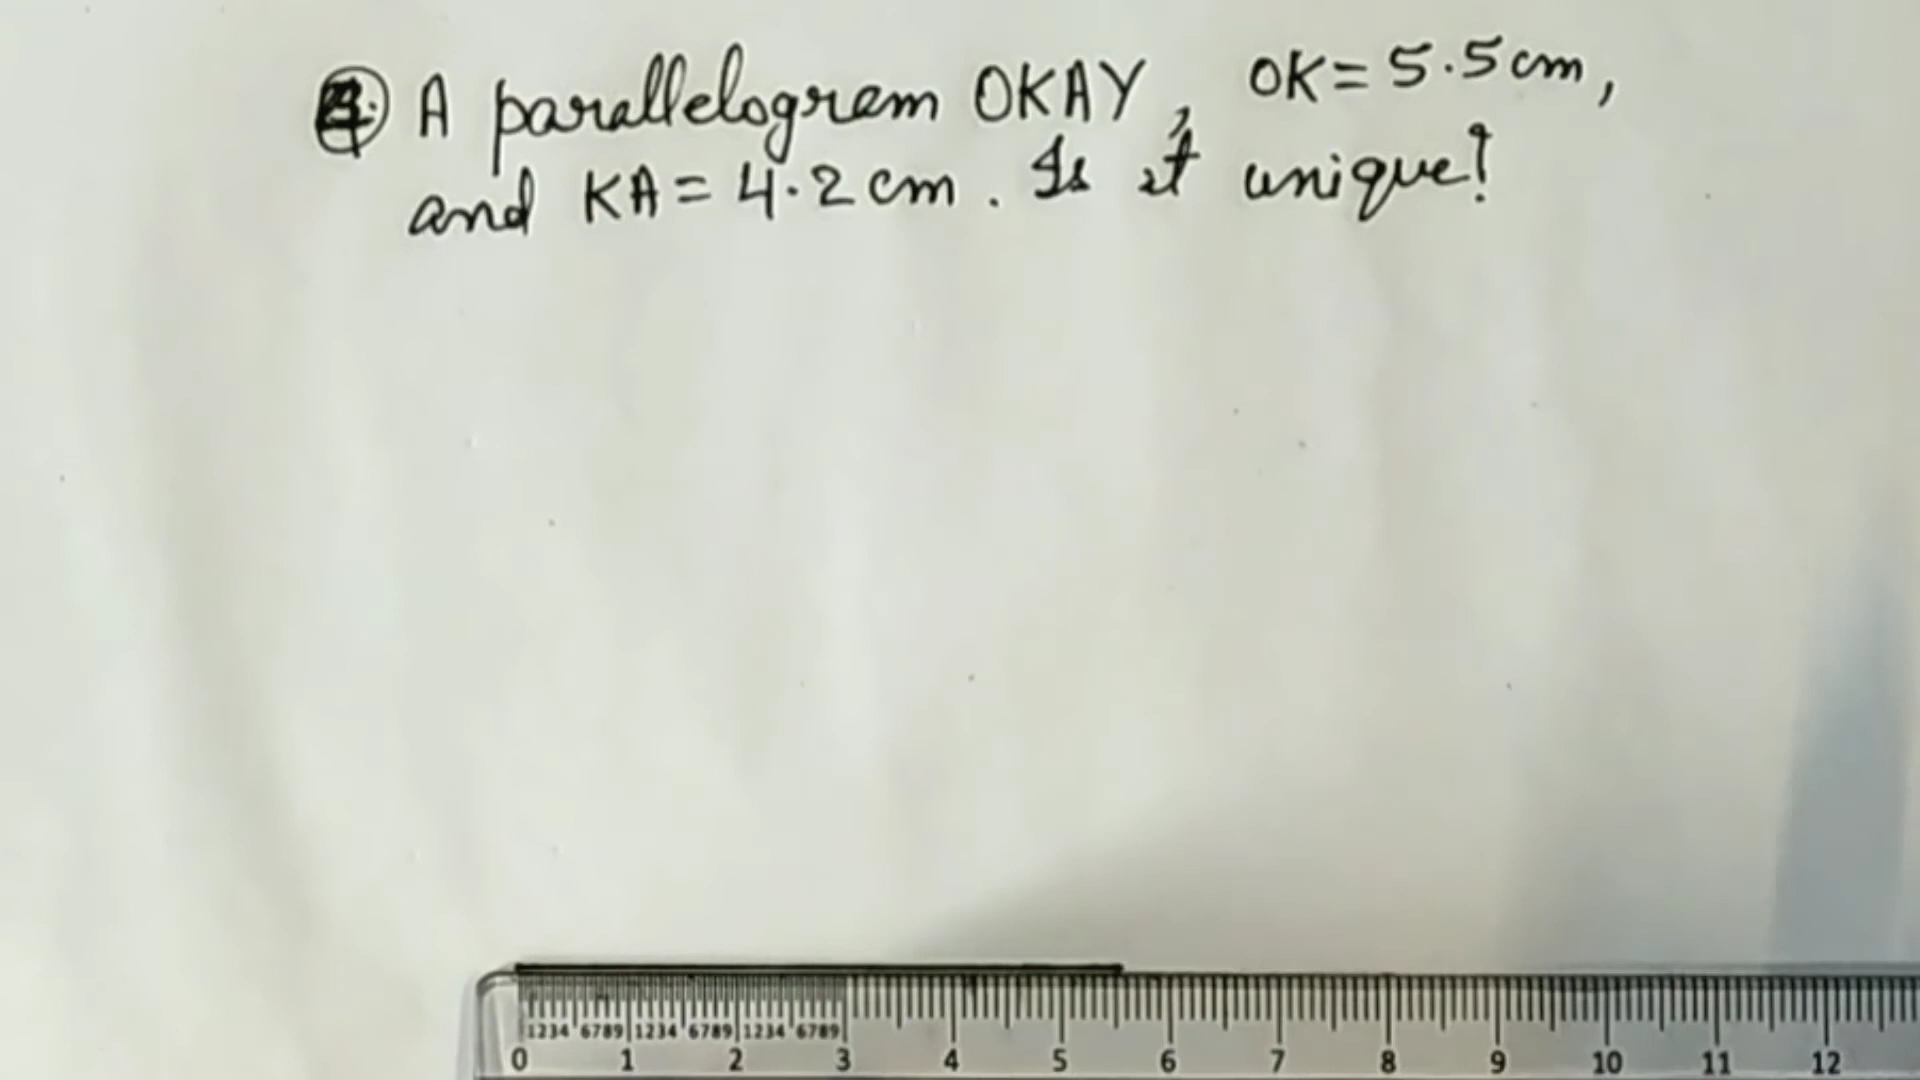 4. A parallelogram OKAY, OK = 5.5 cm,
and KA = 4.2 cm. Is it unique?
1234 6789 1234 6789 1234 6789
0 1 2 3 4 5 6 7 8 9 10 11 12